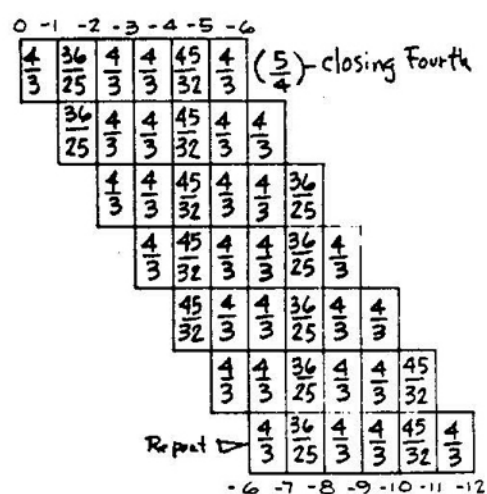 0 -1 -2 -3 -4 -5 -6
4/3 36/25 4/3 4/3 45/32 4/3 (5/4)-closing Fourth
36/25 4/3 4/3 45/32 4/3 4/3
4/3 4/3 45/32 4/3 4/3 36/25
4/3 45/32 4/3 4/3 36/25 4/3
45/32 4/3 4/3 36/25 4/3 4/3
4/3 4/3 36/25 4/3 4/3 45/32
Repeat ▷ 4/3 36/25 4/3 4/3 45/32 4/3
-6 -7 -8 -9 -10 -11 -12